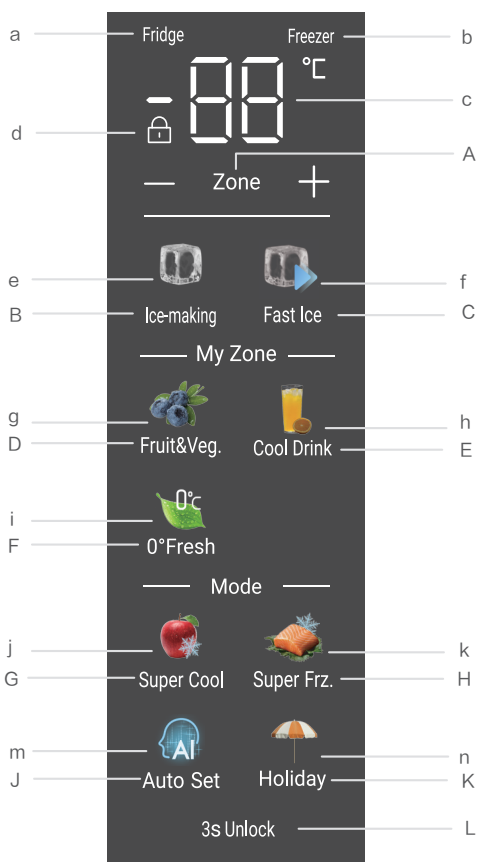 a Fridge Freezer b
°C
-88 c
d
A
— Zone +
e f
B Ice-making Fast Ice C
My Zone
g h
D Fruit&Veg. Cool Drink E
0°c
i
F 0°Fresh
Mode
j k
G Super Cool Super Frz. H
AI
m n
J Auto Set Holiday K
3s Unlock L